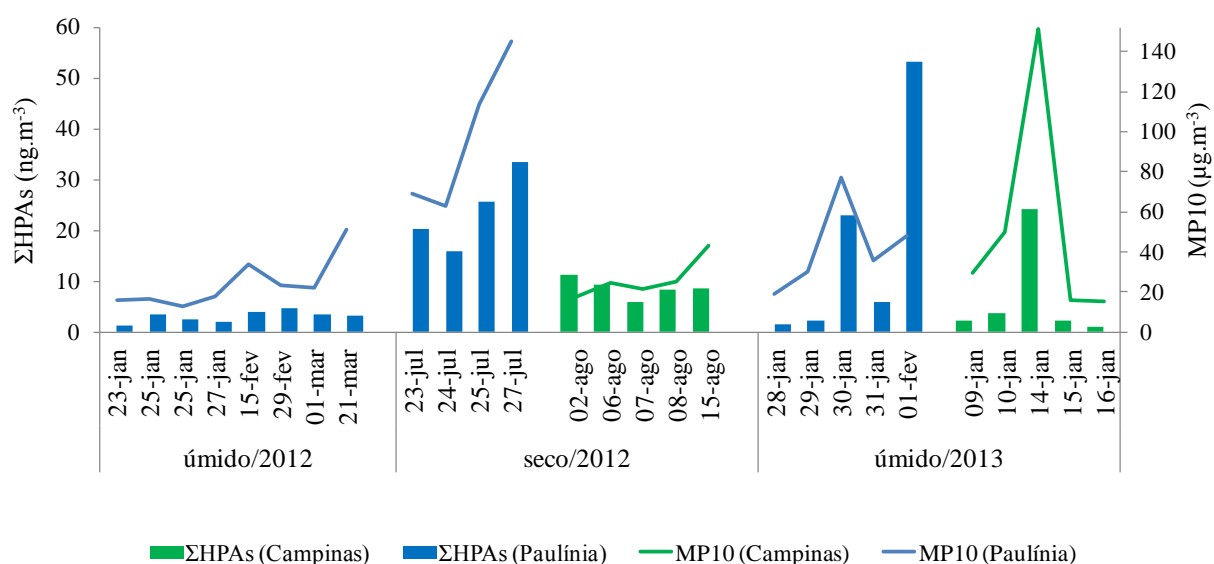 ΣHPAs (ng.m-3)
60
50
40
30
20
10
0
MP10 (µg.m-3)
140
120
100
80
60
40
20
0
23-jan
25-jan
25-jan
27-jan
15-fev
29-fev
01-mar
21-mar
23-jul
24-jul
25-jul
27-jul
02-ago
06-ago
07-ago
08-ago
15-ago
28-jan
29-jan
30-jan
31-jan
01-fev
09-jan
10-jan
14-jan
15-jan
16-jan
úmido/2012 seco/2012 úmido/2013
ΣHPAs (Campinas) ΣHPAs (Paulínia) MP10 (Campinas) MP10 (Paulínia)